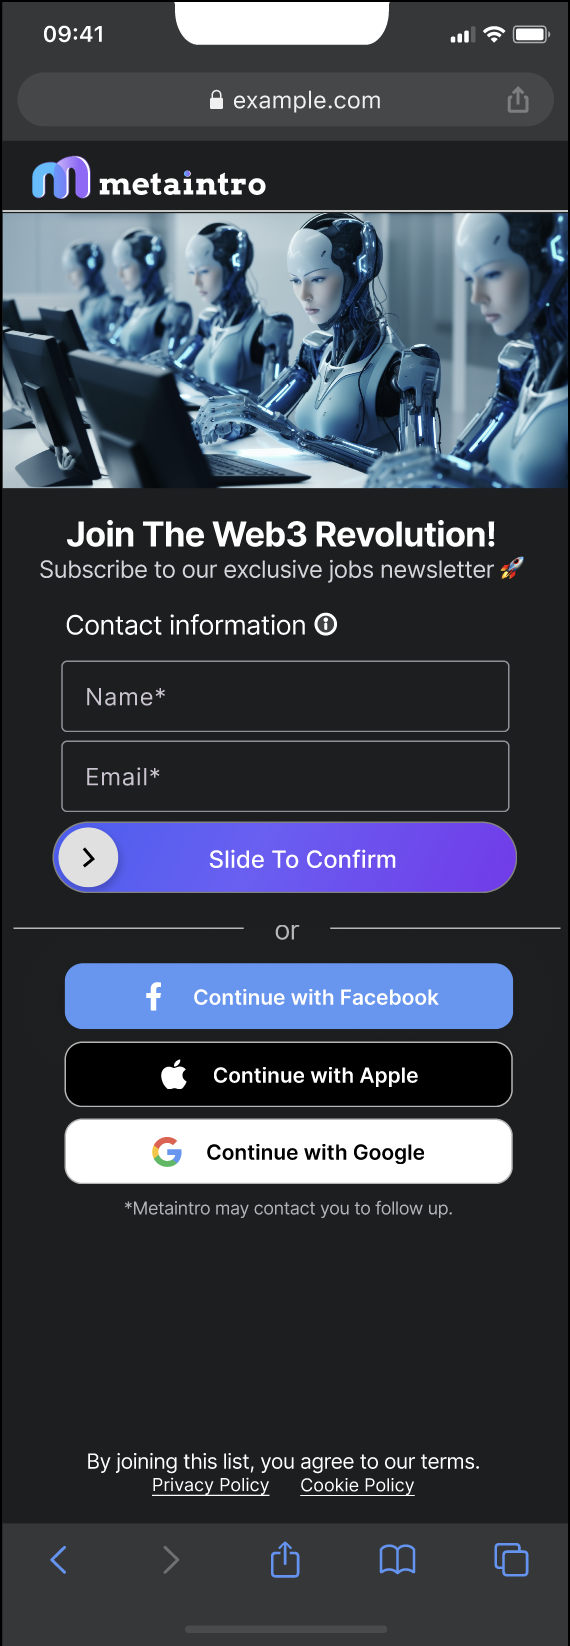 09:41
example.com
metaintro
Join The Web3 Revolution!
Subscribe to our exclusive jobs newsletter 🚀
Contact information
Name*
Email*
Slide To Confirm
or
Continue with Facebook
Continue with Apple
Continue with Google
*Metaintro may contact you to follow up.
By joining this list, you agree to our terms.
Privacy Policy Cookie Policy